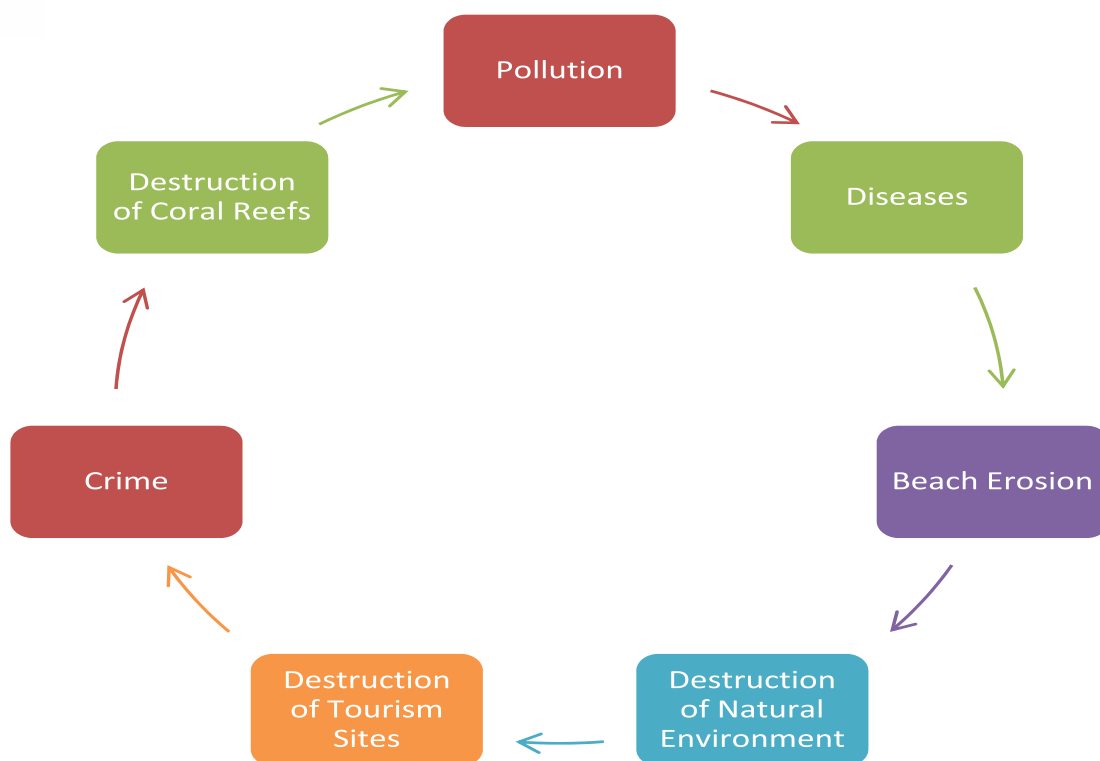 Pollution
Diseases
Beach Erosion
Destruction
of Natural
Environment
Destruction
of Tourism
Sites
Crime
Destruction
of Coral Reefs